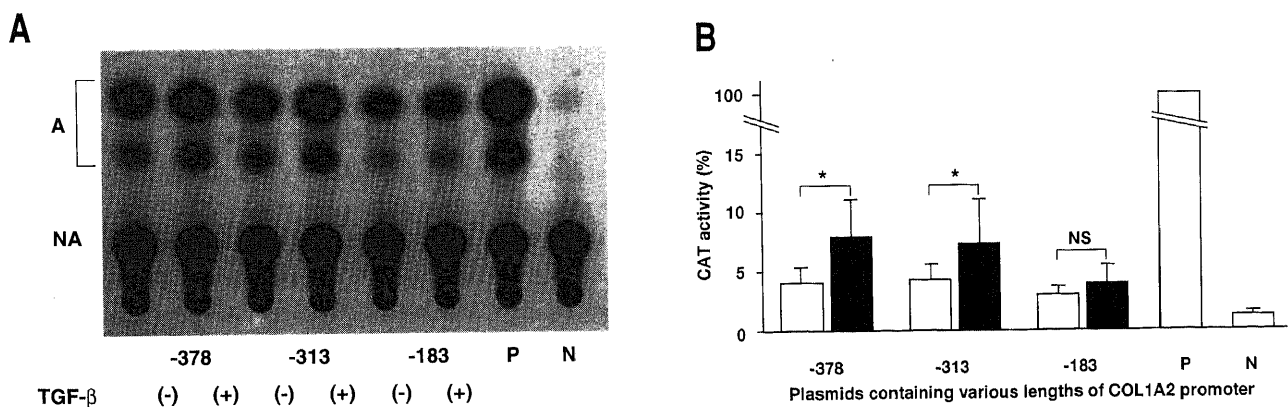 A
A
NA
-378 -313 -183 P N
TGF-β (-) (+) (-) (+) (-) (+)
B
CAT activity (%)
100
15
10
5
0
*
*
NS
-378 -313 -183 P N
Plasmids containing various lengths of COL1A2 promoter